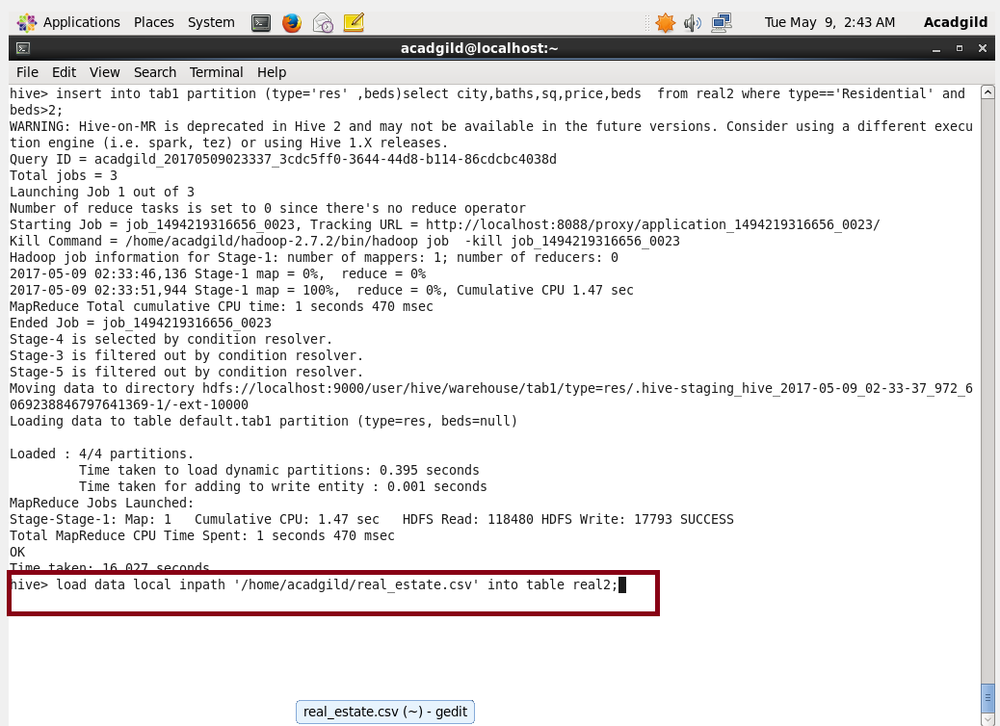 Applications Places System Tue May 9, 2:43 AM Acadgild
acadgild@localhost:~
File Edit View Search Terminal Help
hive> insert into tab1 partition (type='res' ,beds)select city,baths,sq,price,beds  from real2 where type=='Residential' and
beds>2;
WARNING: Hive-on-MR is deprecated in Hive 2 and may not be available in the future versions. Consider using a different execu
tion engine (i.e. spark, tez) or using Hive 1.X releases.
Query ID = acadgild_20170509023337_3cdc5ff0-3644-44d8-b114-86cdcbc4038d
Total jobs = 3
Launching Job 1 out of 3
Number of reduce tasks is set to 0 since there's no reduce operator
Starting Job = job_1494219316656_0023, Tracking URL = http://localhost:8088/proxy/application_1494219316656_0023/
Kill Command = /home/acadgild/hadoop-2.7.2/bin/hadoop job  -kill job_1494219316656_0023
Hadoop job information for Stage-1: number of mappers: 1; number of reducers: 0
2017-05-09 02:33:46,136 Stage-1 map = 0%,  reduce = 0%
2017-05-09 02:33:51,944 Stage-1 map = 100%,  reduce = 0%, Cumulative CPU 1.47 sec
MapReduce Total cumulative CPU time: 1 seconds 470 msec
Ended Job = job_1494219316656_0023
Stage-4 is selected by condition resolver.
Stage-3 is filtered out by condition resolver.
Stage-5 is filtered out by condition resolver.
Moving data to directory hdfs://localhost:9000/user/hive/warehouse/tab1/type=res/.hive-staging_hive_2017-05-09_02-33-37_972_6
069238846797641369-1/-ext-10000
Loading data to table default.tab1 partition (type=res, beds=null)
Loaded : 4/4 partitions.
Time taken to load dynamic partitions: 0.395 seconds
Time taken for adding to write entity : 0.001 seconds
MapReduce Jobs Launched:
Stage-Stage-1: Map: 1   Cumulative CPU: 1.47 sec   HDFS Read: 118480 HDFS Write: 17793 SUCCESS
Total MapReduce CPU Time Spent: 1 seconds 470 msec
OK
Time taken: 16.027 seconds
hive> load data local inpath '/home/acadgild/real_estate.csv' into table real2;
real_estate.csv (~) - gedit